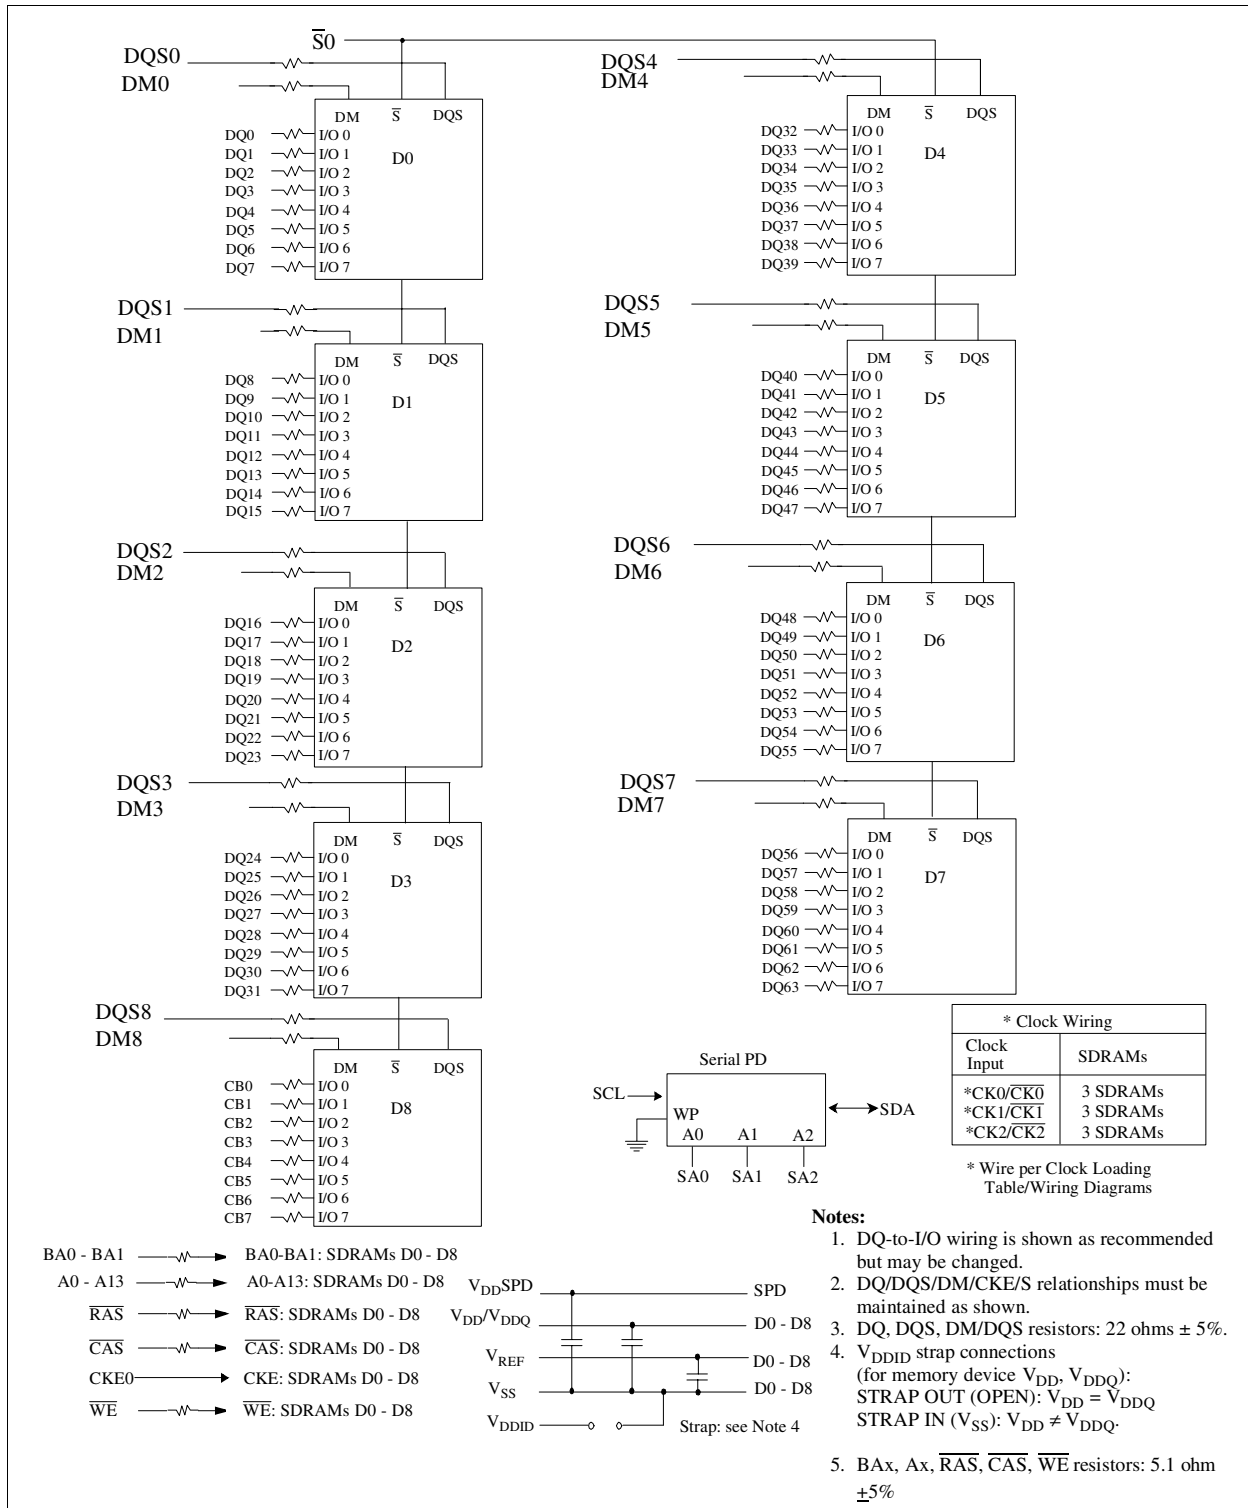 S̅0
DQS0
DM0
DM S̅ DQS
D0
DQ0 I/O 0
DQ1 I/O 1
DQ2 I/O 2
DQ3 I/O 3
DQ4 I/O 4
DQ5 I/O 5
DQ6 I/O 6
DQ7 I/O 7
DQS1
DM1
DM S̅ DQS
D1
DQ8 I/O 0
DQ9 I/O 1
DQ10 I/O 2
DQ11 I/O 3
DQ12 I/O 4
DQ13 I/O 5
DQ14 I/O 6
DQ15 I/O 7
DQS2
DM2
DM S̅ DQS
D2
DQ16 I/O 0
DQ17 I/O 1
DQ18 I/O 2
DQ19 I/O 3
DQ20 I/O 4
DQ21 I/O 5
DQ22 I/O 6
DQ23 I/O 7
DQS3
DM3
DM S̅ DQS
D3
DQ24 I/O 0
DQ25 I/O 1
DQ26 I/O 2
DQ27 I/O 3
DQ28 I/O 4
DQ29 I/O 5
DQ30 I/O 6
DQ31 I/O 7
DQS8
DM8
DM S̅ DQS
D8
CB0 I/O 0
CB1 I/O 1
CB2 I/O 2
CB3 I/O 3
CB4 I/O 4
CB5 I/O 5
CB6 I/O 6
CB7 I/O 7
DQS4
DM4
DM S̅ DQS
D4
DQ32 I/O 0
DQ33 I/O 1
DQ34 I/O 2
DQ35 I/O 3
DQ36 I/O 4
DQ37 I/O 5
DQ38 I/O 6
DQ39 I/O 7
DQS5
DM5
DM S̅ DQS
D5
DQ40 I/O 0
DQ41 I/O 1
DQ42 I/O 2
DQ43 I/O 3
DQ44 I/O 4
DQ45 I/O 5
DQ46 I/O 6
DQ47 I/O 7
DQS6
DM6
DM S̅ DQS
D6
DQ48 I/O 0
DQ49 I/O 1
DQ50 I/O 2
DQ51 I/O 3
DQ52 I/O 4
DQ53 I/O 5
DQ54 I/O 6
DQ55 I/O 7
DQS7
DM7
DM S̅ DQS
D7
DQ56 I/O 0
DQ57 I/O 1
DQ58 I/O 2
DQ59 I/O 3
DQ60 I/O 4
DQ61 I/O 5
DQ62 I/O 6
DQ63 I/O 7
Serial PD
SCL
WP
SDA
A0 A1 A2
SA0 SA1 SA2
* Clock Wiring
Clock Input SDRAMs
*CK0/C̅K̅0̅ 3 SDRAMs
*CK1/C̅K̅1̅ 3 SDRAMs
*CK2/C̅K̅2̅ 3 SDRAMs
* Wire per Clock Loading
Table/Wiring Diagrams
BA0 - BA1 BA0-BA1: SDRAMs D0 - D8
A0 - A13 A0-A13: SDRAMs D0 - D8
R̅A̅S̅ R̅A̅S̅: SDRAMs D0 - D8
C̅A̅S̅ C̅A̅S̅: SDRAMs D0 - D8
CKE0 CKE: SDRAMs D0 - D8
W̅E̅ W̅E̅: SDRAMs D0 - D8
VDDSPD SPD
VDD/VDDQ D0 - D8
VREF D0 - D8
VSS D0 - D8
VDDID Strap: see Note 4
Notes:
1. DQ-to-I/O wiring is shown as recommended
but may be changed.
2. DQ/DQS/DM/CKE/S relationships must be
maintained as shown.
3. DQ, DQS, DM/DQS resistors: 22 ohms ± 5%.
4. VDDID strap connections
(for memory device VDD, VDDQ):
STRAP OUT (OPEN): VDD = VDDQ
STRAP IN (VSS): VDD ≠ VDDQ.
5. BAx, Ax, R̅A̅S̅, C̅A̅S̅, W̅E̅ resistors: 5.1 ohm
±5%